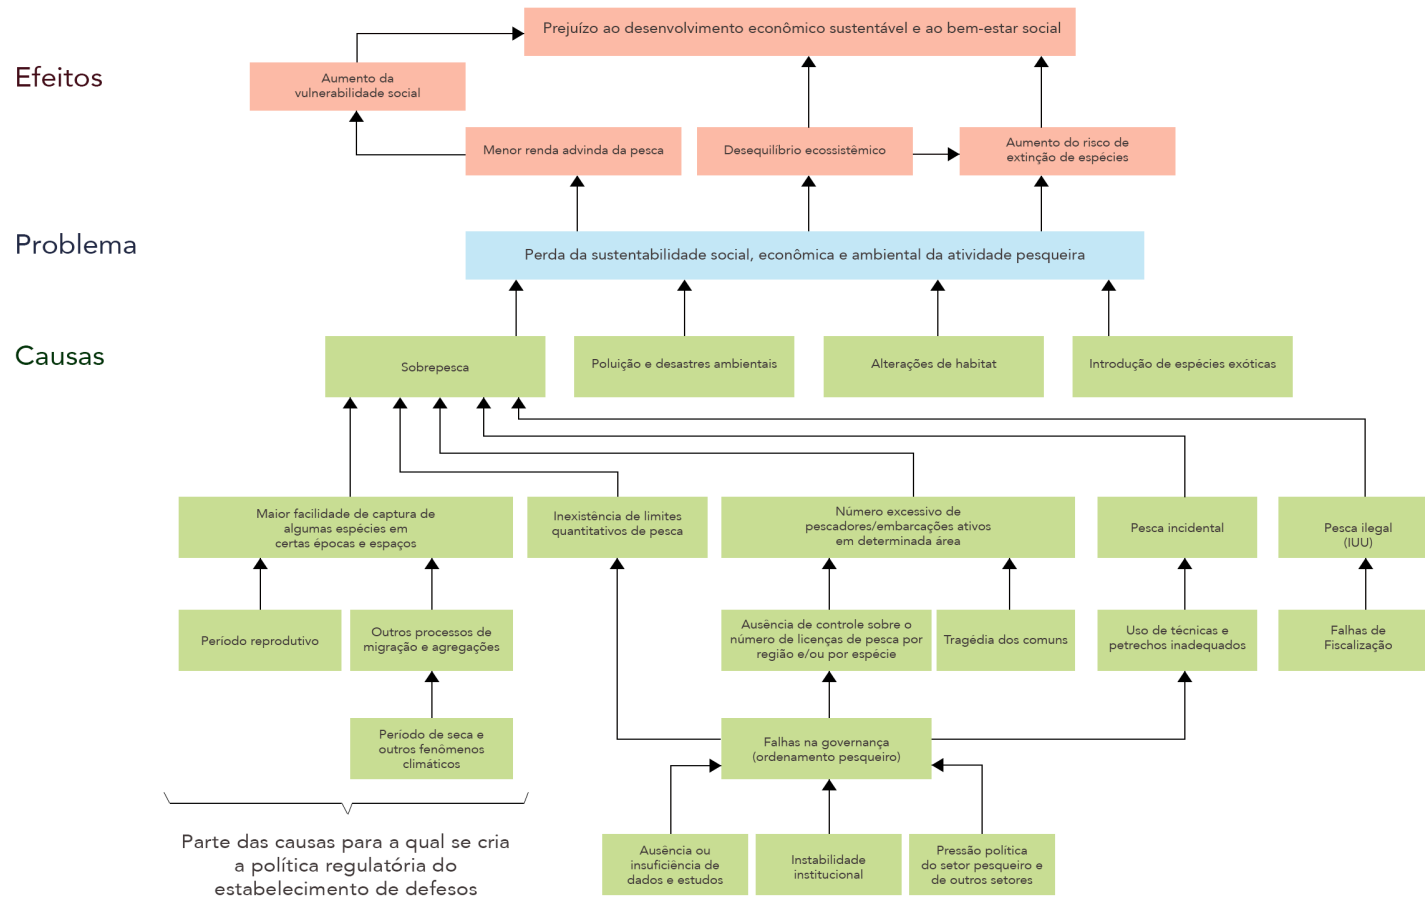 Efeitos
Prejuízo ao desenvolvimento econômico sustentável e ao bem-estar social
Aumento da
vulnerabilidade social
Menor renda advinda da pesca
Desequilíbrio ecossistêmico
Aumento do risco de
extinção de espécies
Problema
Perda da sustentabilidade social, econômica e ambiental da atividade pesqueira
Causas
Sobrepesca
Poluição e desastres ambientais
Alterações de habitat
Introdução de espécies exóticas
Maior facilidade de captura de
algumas espécies em
certas épocas e espaços
Inexistência de limites
quantitativos de pesca
Número excessivo de
pescadores/embarcações ativos
em determinada área
Pesca incidental
Pesca ilegal
(IUU)
Período reprodutivo
Outros processos de
migração e agregações
Ausência de controle sobre o
número de licenças de pesca por
região e/ou por espécie
Tragédia dos comuns
Uso de técnicas e
petrechos inadequados
Falhas de
Fiscalização
Período de seca e
outros fenômenos
climáticos
Falhas na governança
(ordenamento pesqueiro)
Parte das causas para a qual se cria
a política regulatória do
estabelecimento de defesos
Ausência ou
insuficiência de
dados e estudos
Instabilidade
institucional
Pressão política
do setor pesqueiro e
de outros setores